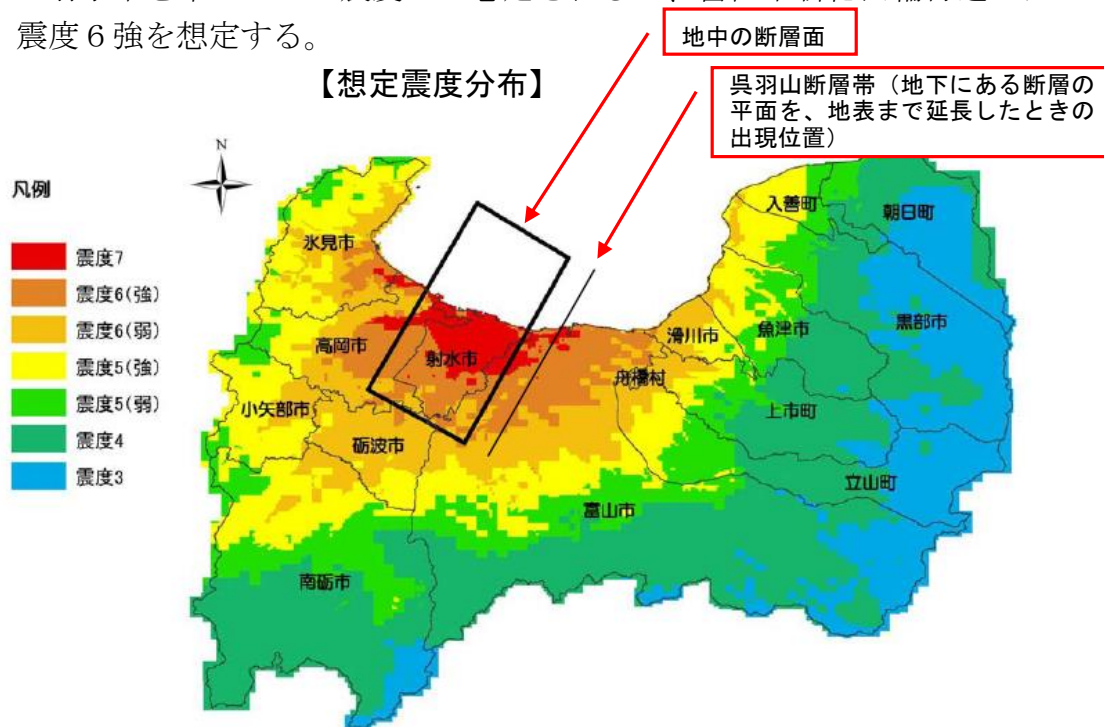 震度６強を想定する。
地中の断層面
【想定震度分布】
呉羽山断層帯（地下にある断層の
平面を、地表まで延長したときの
出現位置）
N
凡例
震度7
震度6(強)
震度6(弱)
震度5(強)
震度5(弱)
震度4
震度3
入善町
朝日町
氷見市
黒部市
魚津市
滑川市
高岡市
射水市
舟橋村
小矢部市
上市町
砺波市
立山町
富山市
南砺市